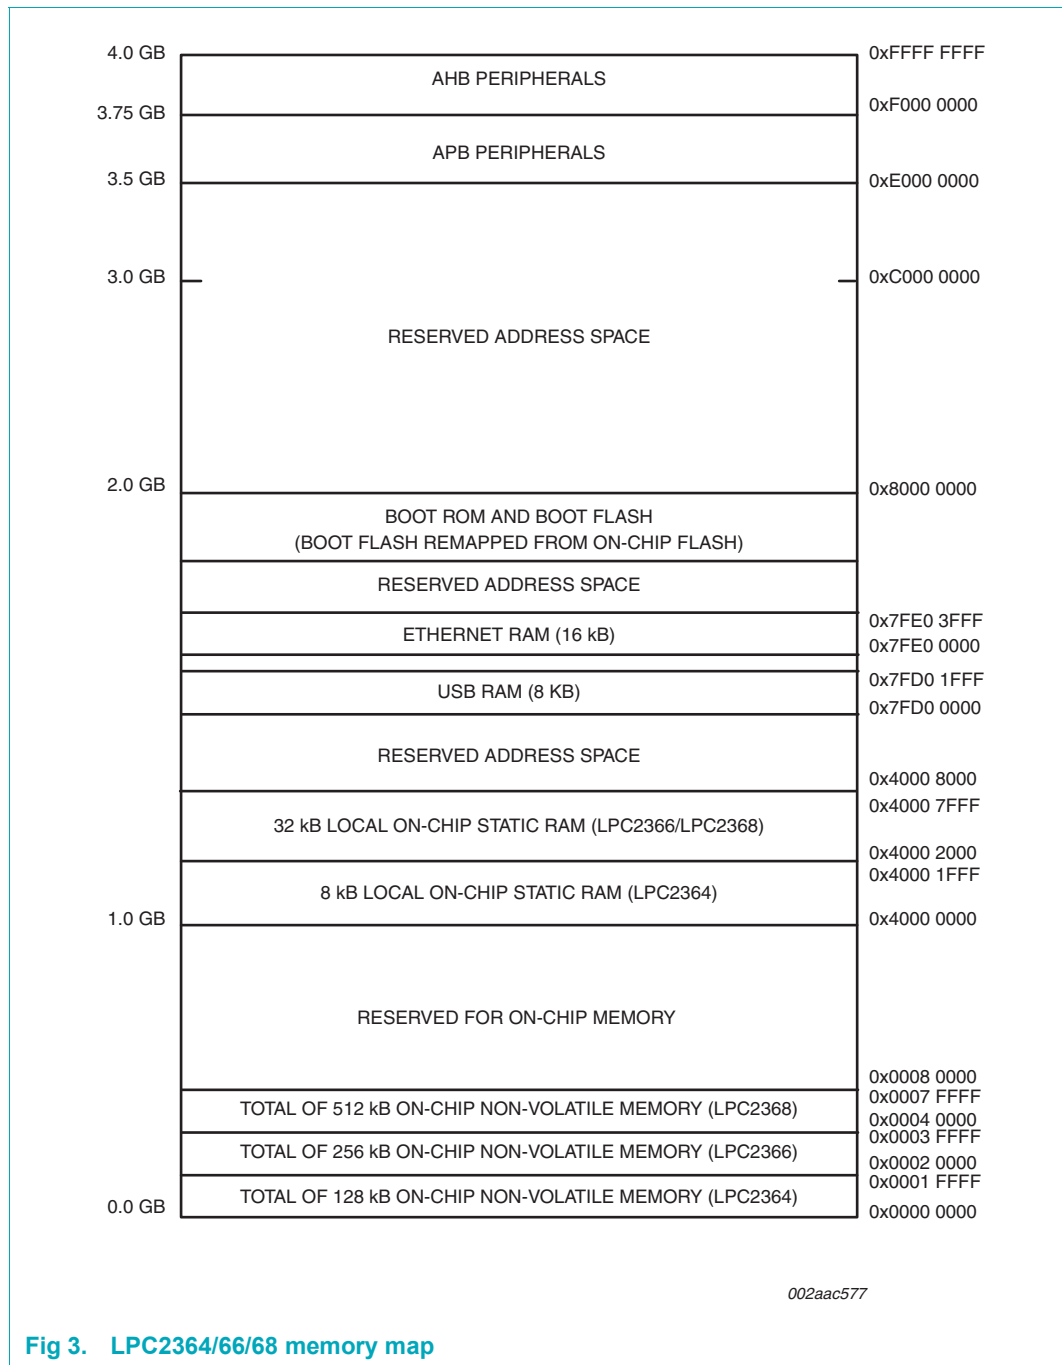 4.0 GB 0xFFFF FFFF
AHB PERIPHERALS
3.75 GB 0xF000 0000
APB PERIPHERALS
3.5 GB 0xE000 0000
3.0 GB 0xC000 0000
RESERVED ADDRESS SPACE
2.0 GB 0x8000 0000
BOOT ROM AND BOOT FLASH
(BOOT FLASH REMAPPED FROM ON-CHIP FLASH)
RESERVED ADDRESS SPACE
0x7FE0 3FFF
ETHERNET RAM (16 kB)
0x7FE0 0000
0x7FD0 1FFF
USB RAM (8 KB)
0x7FD0 0000
RESERVED ADDRESS SPACE
0x4000 8000
0x4000 7FFF
32 kB LOCAL ON-CHIP STATIC RAM (LPC2366/LPC2368)
0x4000 2000
0x4000 1FFF
8 kB LOCAL ON-CHIP STATIC RAM (LPC2364)
1.0 GB 0x4000 0000
RESERVED FOR ON-CHIP MEMORY
0x0008 0000
0x0007 FFFF
TOTAL OF 512 kB ON-CHIP NON-VOLATILE MEMORY (LPC2368)
0x0004 0000
0x0003 FFFF
TOTAL OF 256 kB ON-CHIP NON-VOLATILE MEMORY (LPC2366)
0x0002 0000
0x0001 FFFF
TOTAL OF 128 kB ON-CHIP NON-VOLATILE MEMORY (LPC2364)
0.0 GB 0x0000 0000
002aac577
Fig 3. LPC2364/66/68 memory map